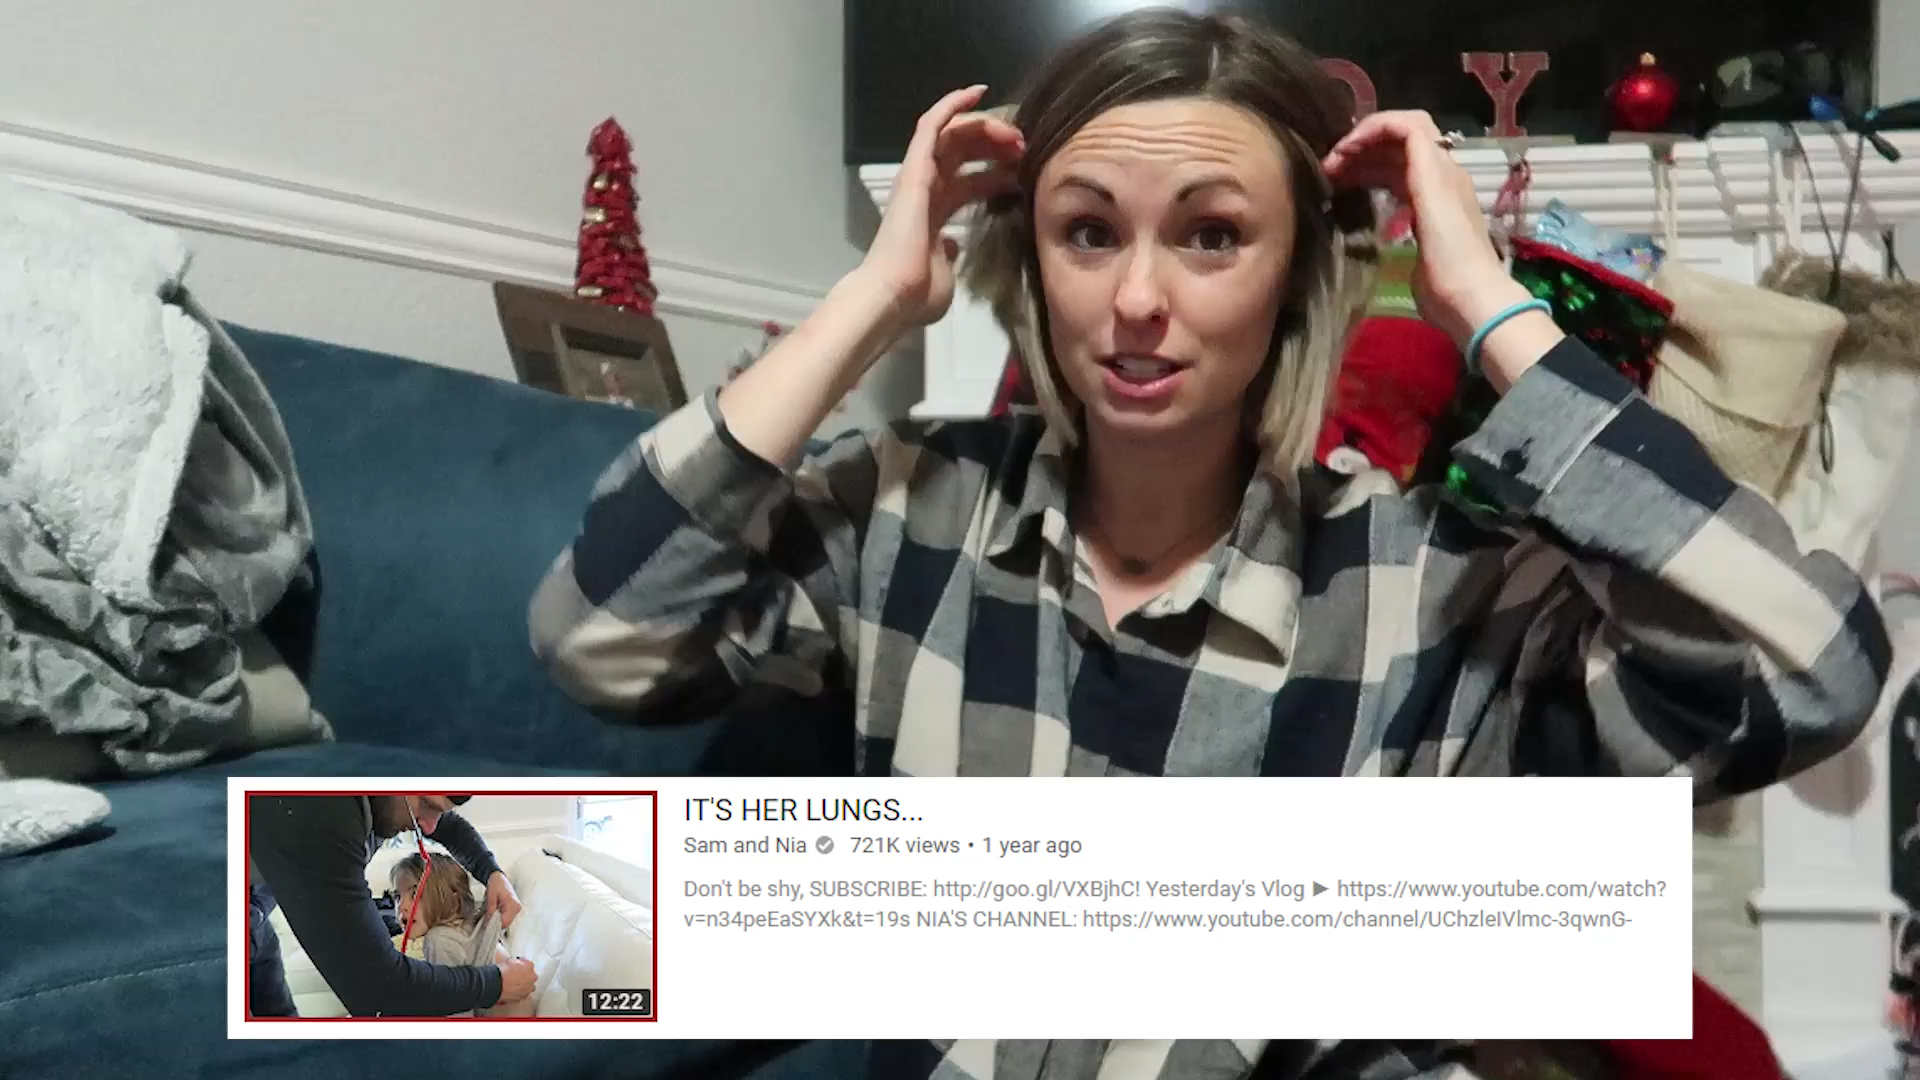 OY
IT'S HER LUNGS...
Sam and Nia 721K views • 1 year ago
Don't be shy, SUBSCRIBE: http://goo.gl/VXBjhC! Yesterday's Vlog ► https://www.youtube.com/watch?
v=n34peEaSYXk&t=19s NIA'S CHANNEL: https://www.youtube.com/channel/UChzleIVlmc-3qwnG-
12:22